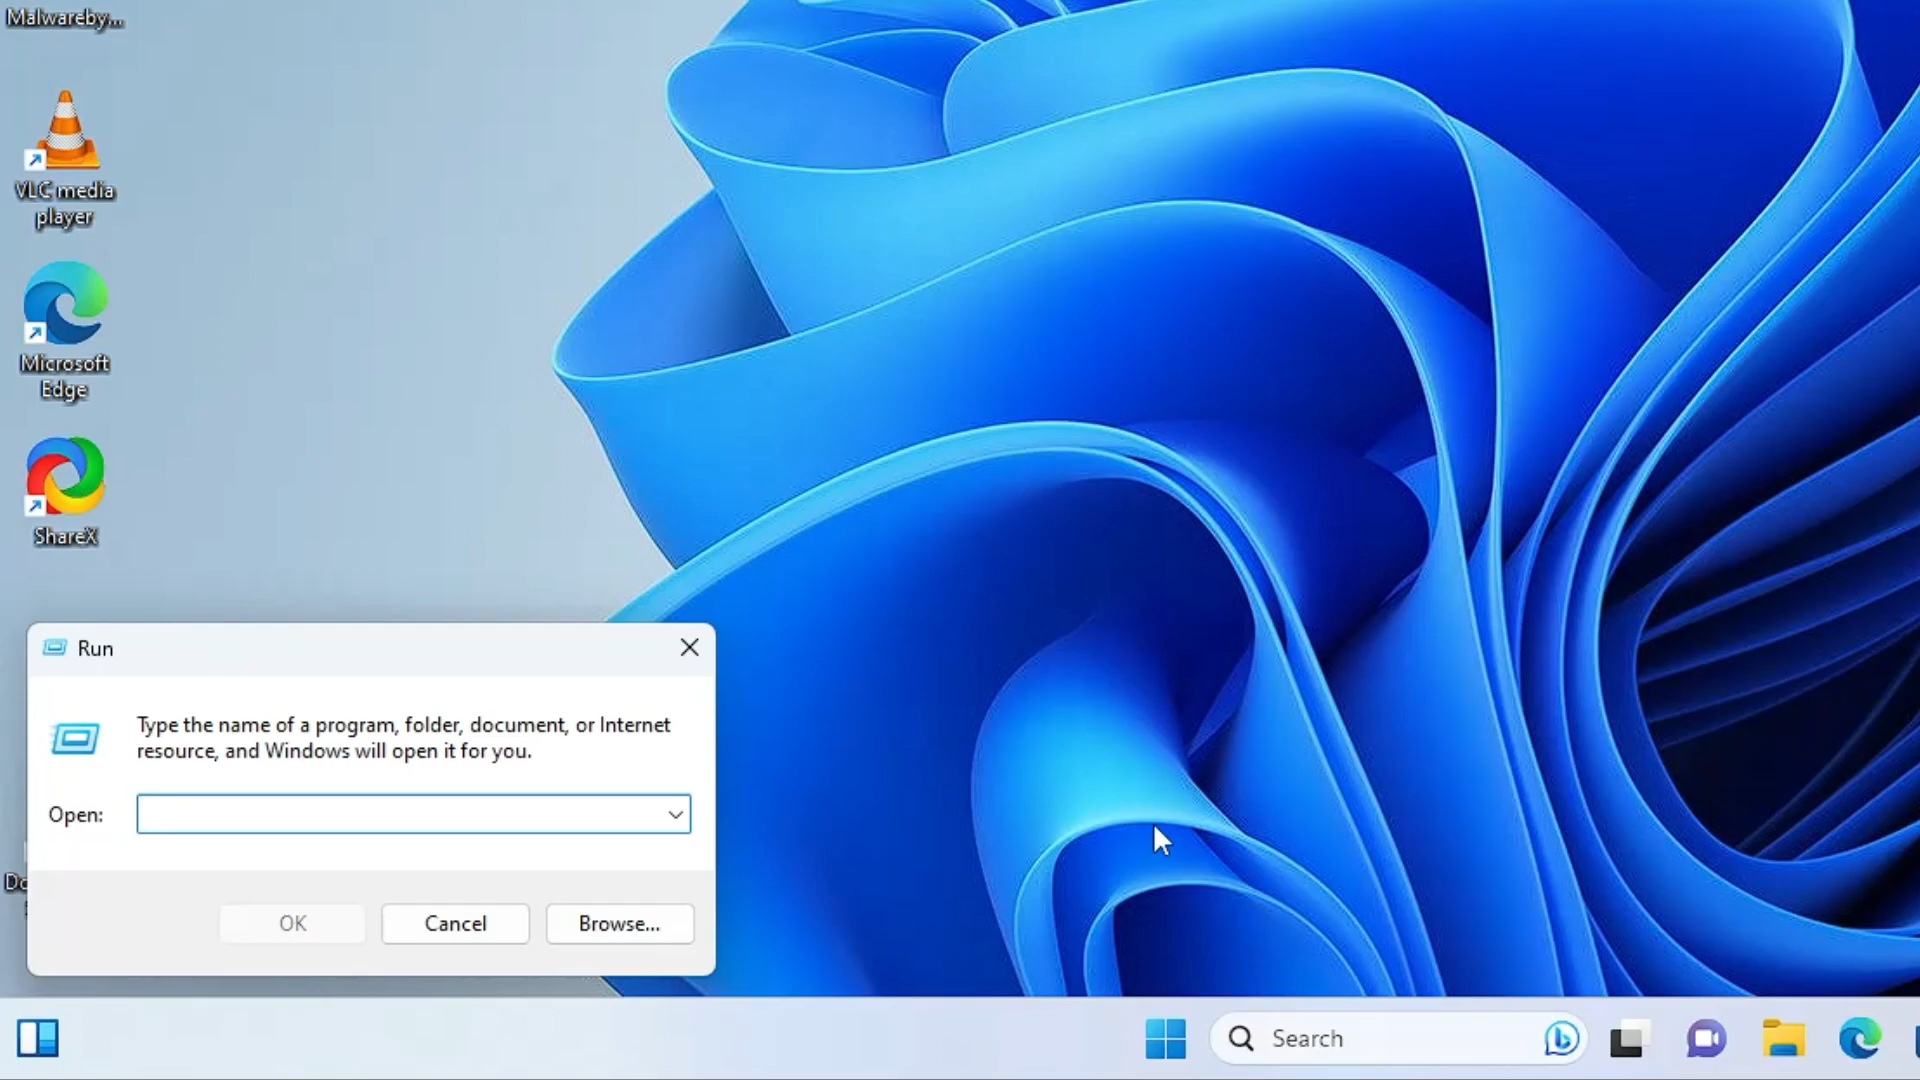 Malwareby...
VLC media
player
Microsoft
Edge
ShareX
Run
Type the name of a program, folder, document, or Internet
resource, and Windows will open it for you.
Open:
OK
Cancel
Browse...
Do
Search